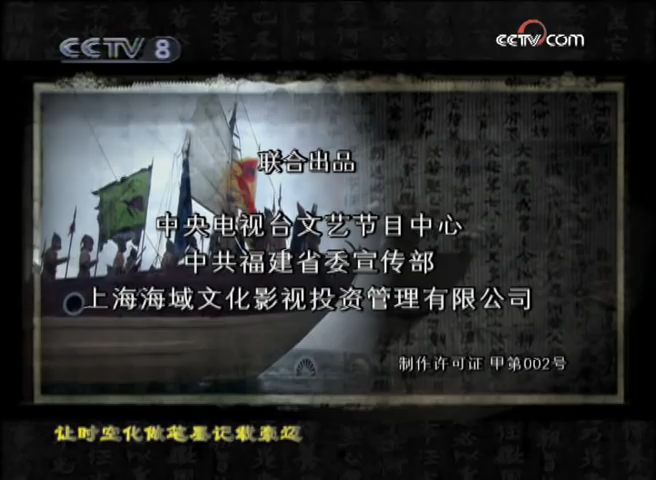 CCTV 8
CCTV.COM
联合出品
中央电视台文艺节目中心
中共福建省委宣传部
上海海域文化影视投资管理有限公司
制作许可证 甲第002号
让时空化做笔墨记载豪迈